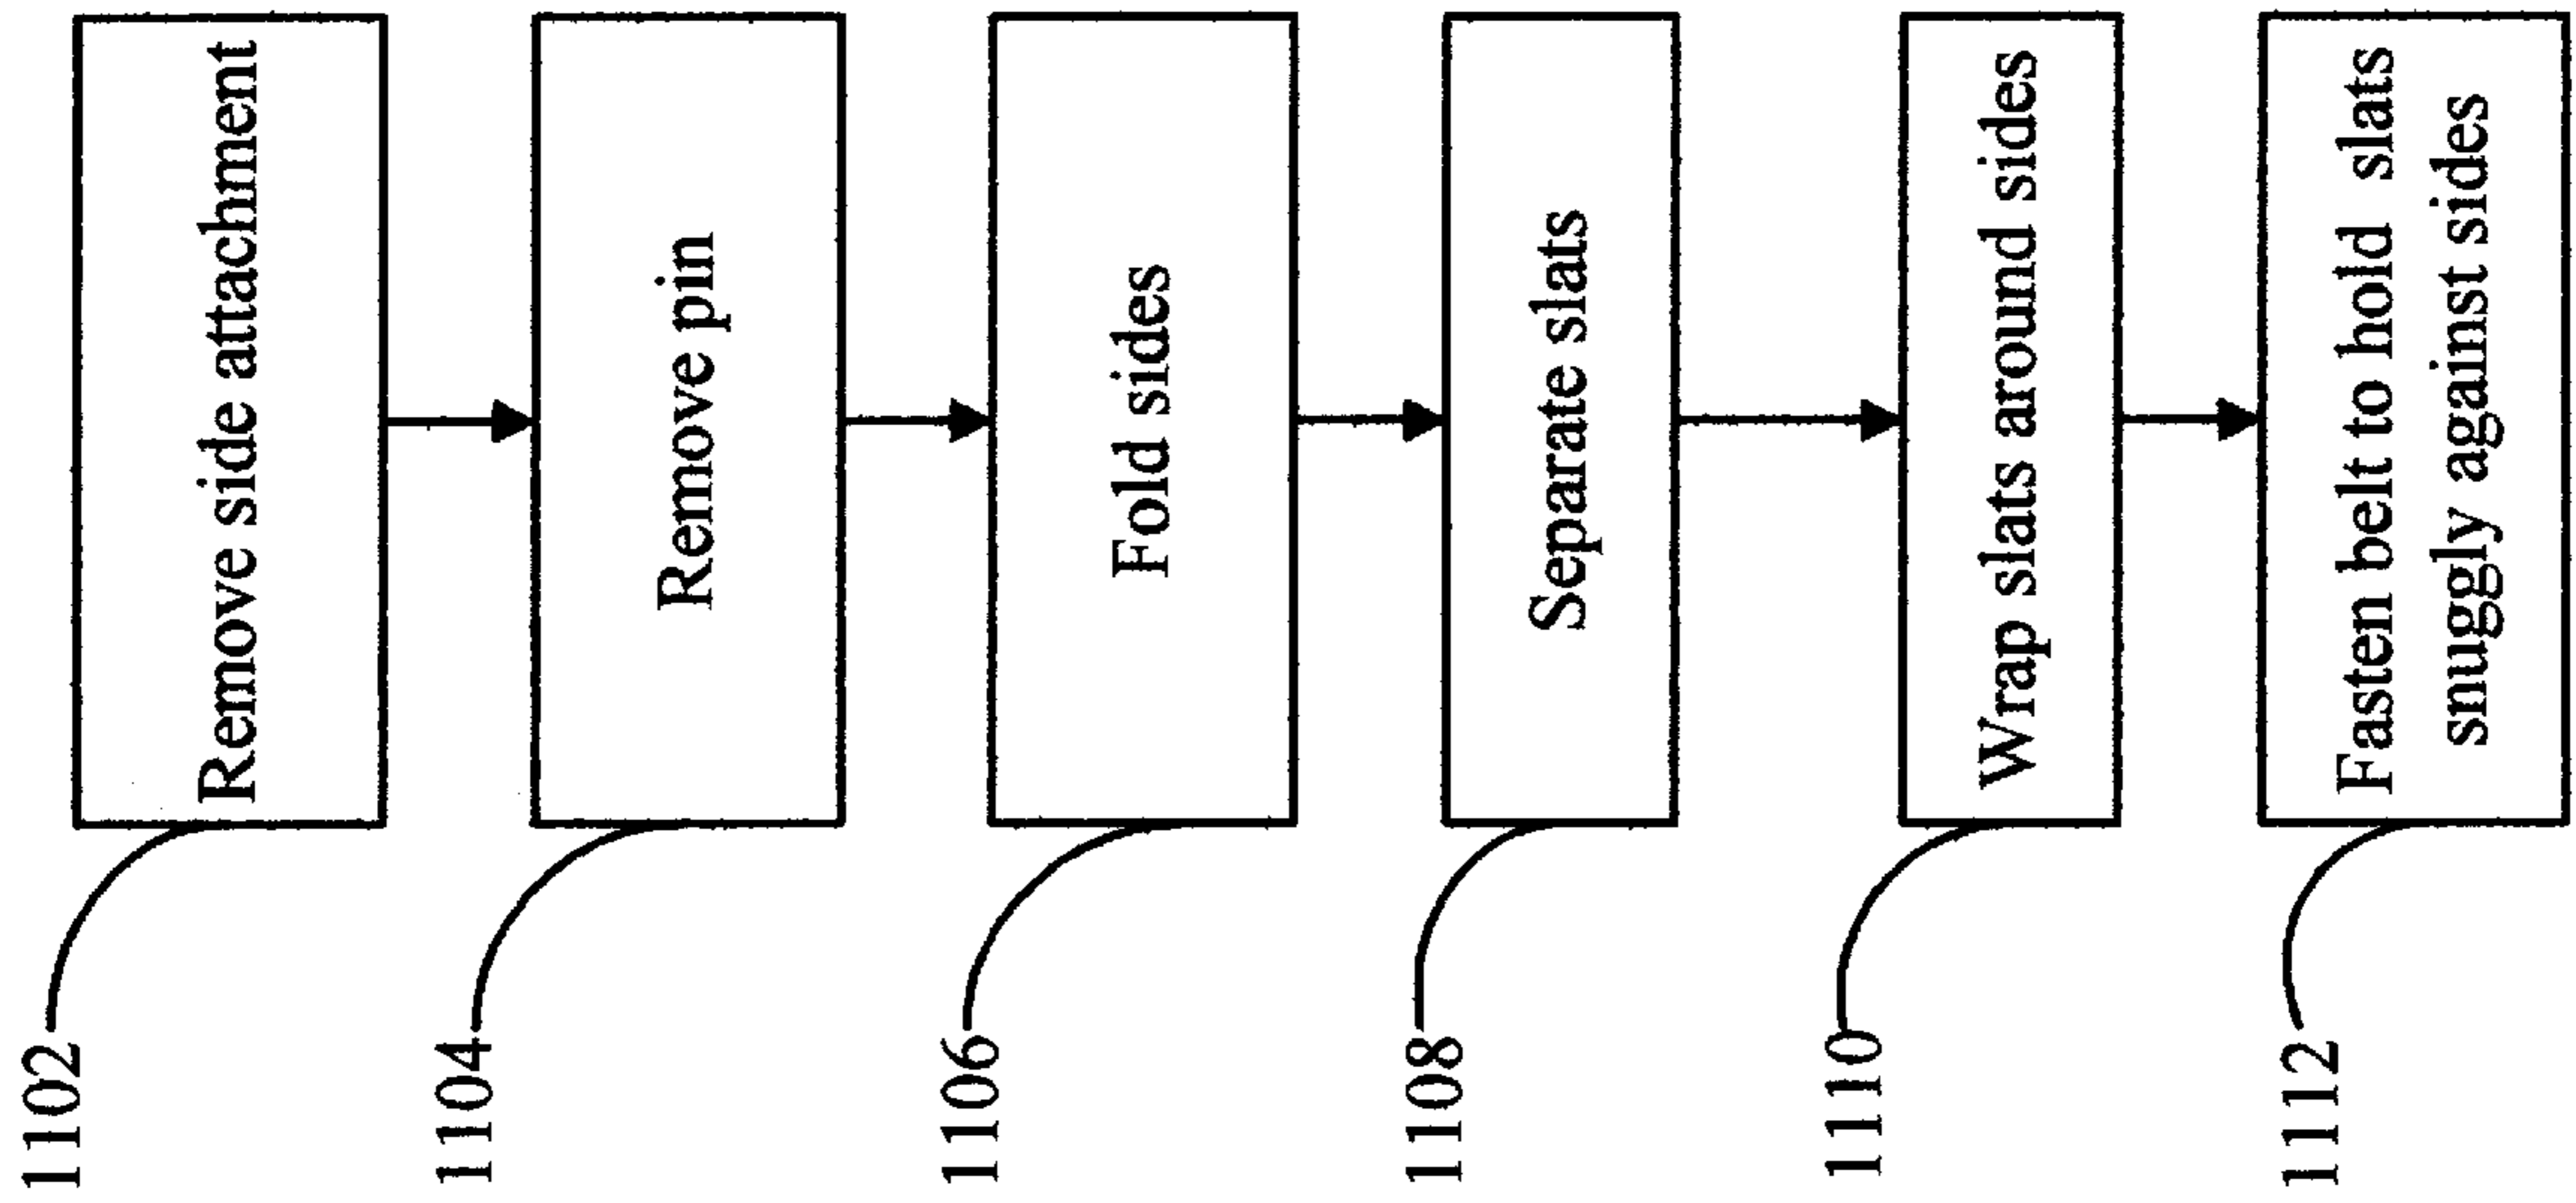 1102
Remove side attachment
1104
Remove pin
1106
Fold sides
1108
Separate slats
1110
Wrap slats around sides
1112
Fasten belt to hold slats
snuggly against sides